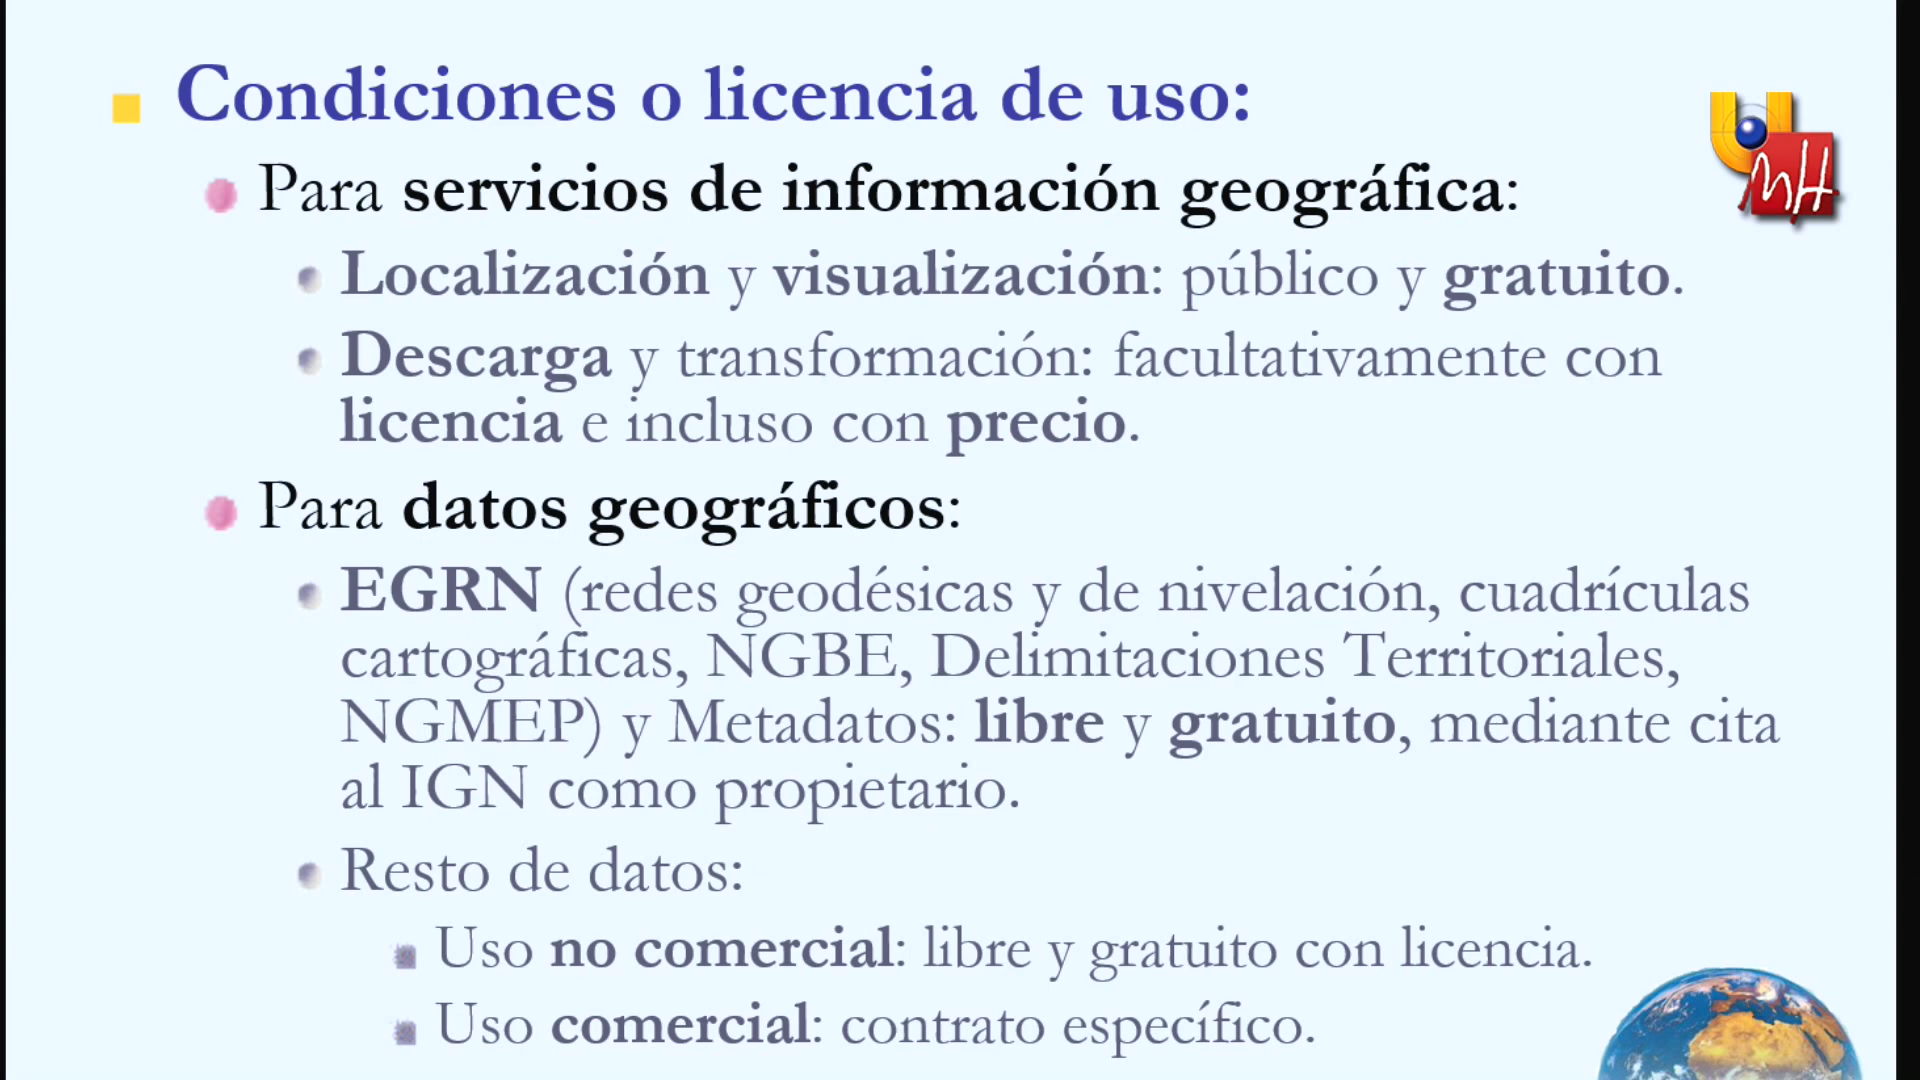 Condiciones o licencia de uso:
Para servicios de información geográfica:
Localización y visualización: público y gratuito.
Descarga y transformación: facultativamente con
licencia e incluso con precio.
Para datos geográficos:
EGRN (redes geodésicas y de nivelación, cuadrículas
cartográficas, NGBE, Delimitaciones Territoriales,
NGMEP) y Metadatos: libre y gratuito, mediante cita
al IGN como propietario.
Resto de datos:
Uso no comercial: libre y gratuito con licencia.
Uso comercial: contrato específico.
U
MH